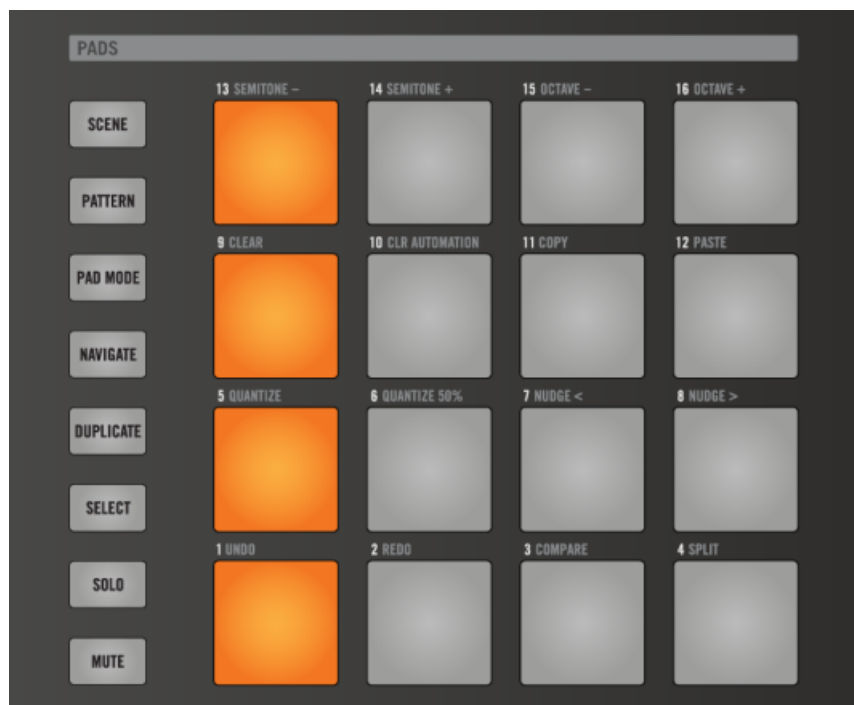 PADS
13 SEMITONE – 14 SEMITONE + 15 OCTAVE – 16 OCTAVE +
SCENE
PATTERN
9 CLEAR 10 CLR AUTOMATION 11 COPY 12 PASTE
PAD MODE
NAVIGATE
5 QUANTIZE 6 QUANTIZE 50% 7 NUDGE < 8 NUDGE >
DUPLICATE
SELECT
1 UNDO 2 REDO 3 COMPARE 4 SPLIT
SOLO
MUTE